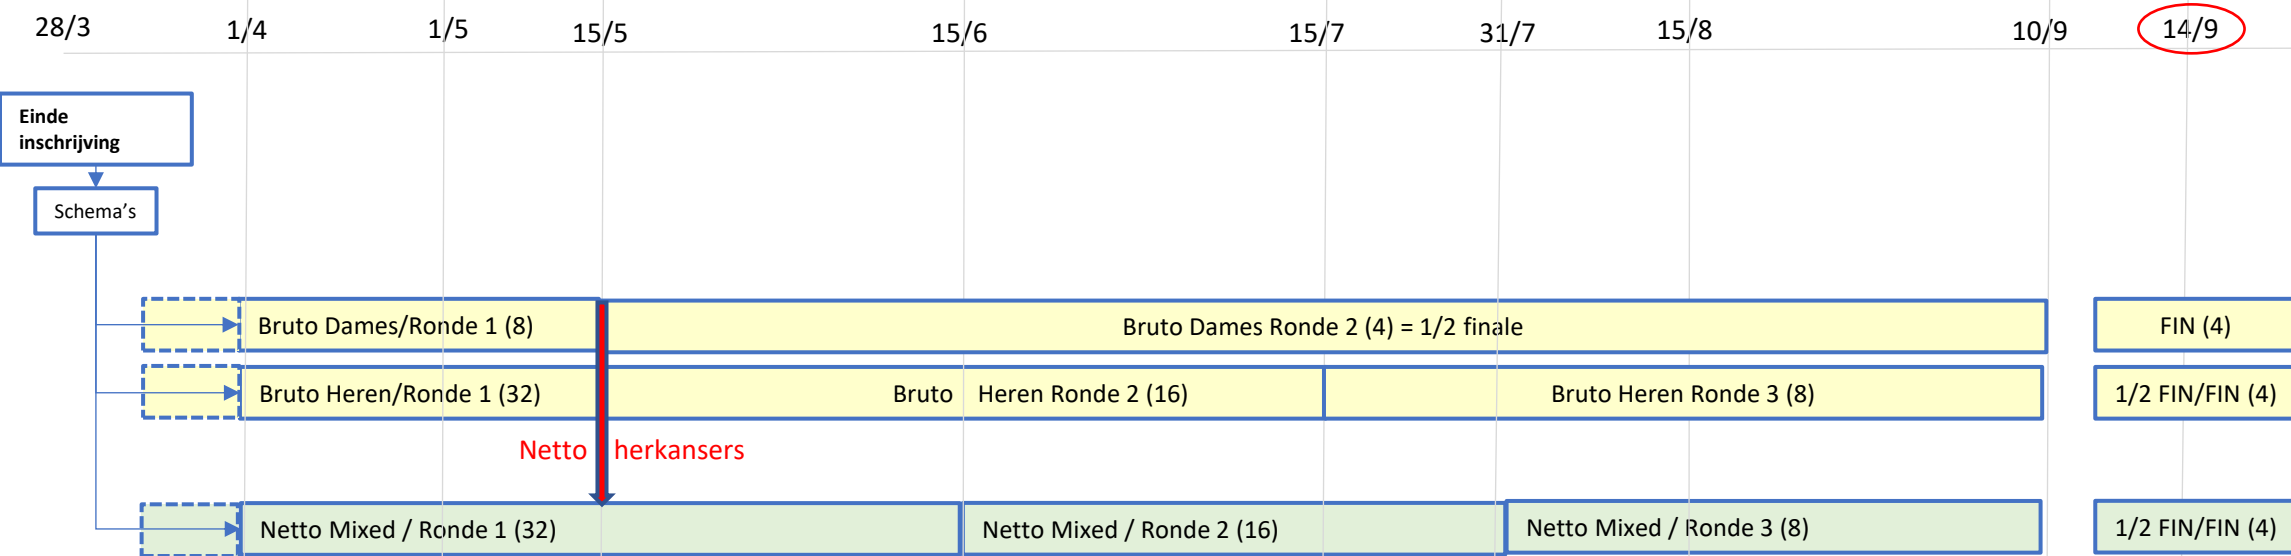 28/3 1/4 1/5 15/5 15/6 15/7 31/7 15/8 10/9 14/9
Einde
inschrijving
Schema's
Bruto Dames/Ronde 1 (8) Bruto Dames Ronde 2 (4) = 1/2 finale FIN (4)
Bruto Heren/Ronde 1 (32) Bruto Heren Ronde 2 (16) Bruto Heren Ronde 3 (8) 1/2 FIN/FIN (4)
Netto herkansers
Netto Mixed / Ronde 1 (32) Netto Mixed / Ronde 2 (16) Netto Mixed / Ronde 3 (8) 1/2 FIN/FIN (4)